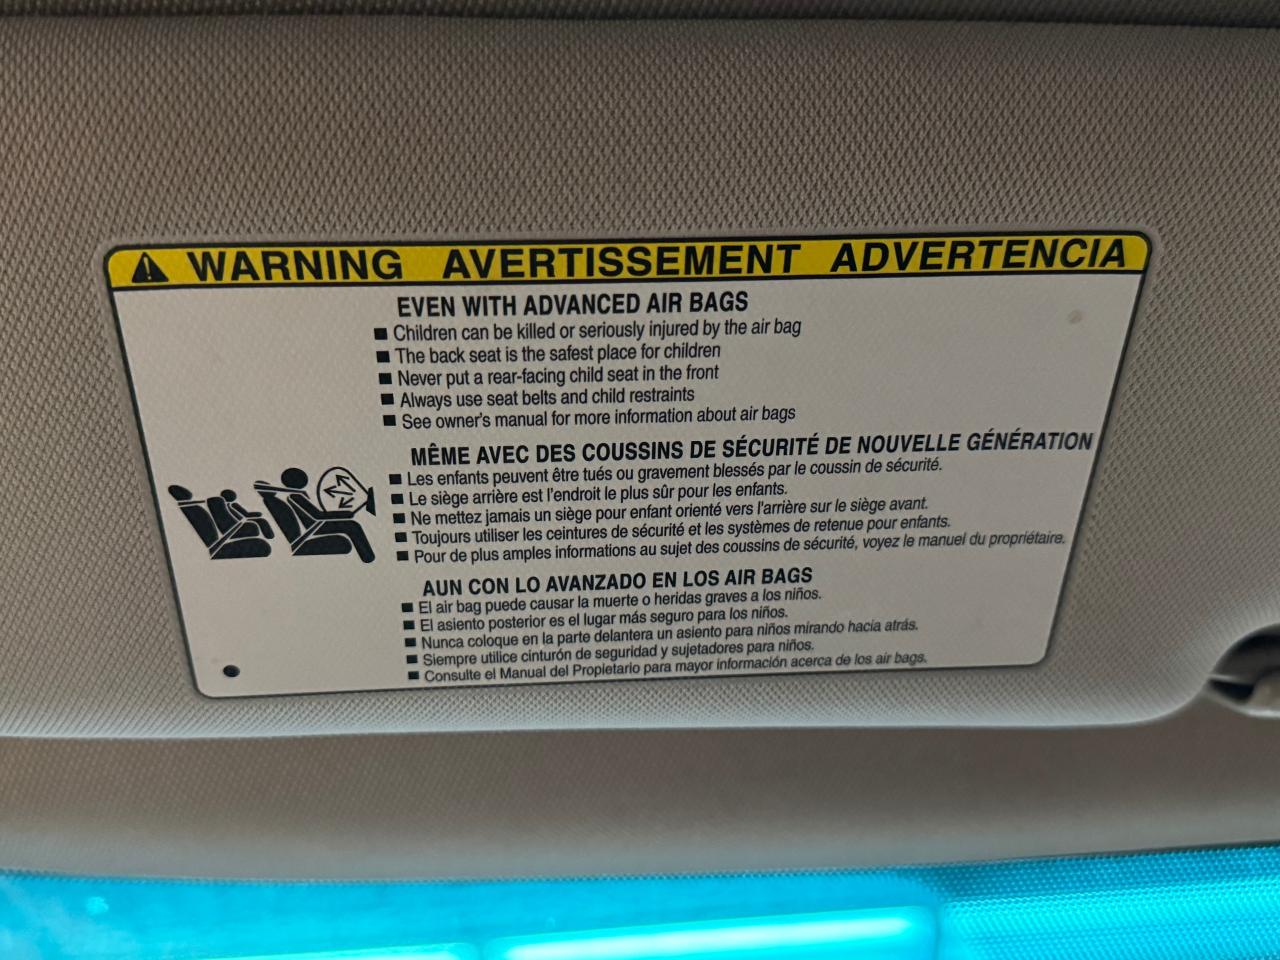 WARNING AVERTISSEMENT ADVERTENCIA
EVEN WITH ADVANCED AIR BAGS
■ Children can be killed or seriously injured by the air bag
■ The back seat is the safest place for children
■ Never put a rear-facing child seat in the front
■ Always use seat belts and child restraints
■ See owner's manual for more information about air bags
MÊME AVEC DES COUSSINS DE SÉCURITÉ DE NOUVELLE GÉNÉRATION
■ Les enfants peuvent être tués ou gravement blessés par le coussin de sécurité.
■ Le siège arrière est l'endroit le plus sûr pour les enfants.
■ Ne mettez jamais un siège pour enfant orienté vers l'arrière sur le siège avant.
■ Toujours utiliser les ceintures de sécurité et les systèmes de retenue pour enfants.
■ Pour de plus amples informations au sujet des coussins de sécurité, voyez le manuel du propriétaire.
AUN CON LO AVANZADO EN LOS AIR BAGS
■ El air bag puede causar la muerte o heridas graves a los niños.
■ El asiento posterior es el lugar más seguro para los niños.
■ Nunca coloque en la parte delantera un asiento para niños mirando hacia atrás.
■ Siempre utilice cinturón de seguridad y sujetadores para niños.
■ Consulte el Manual del Propietario para mayor información acerca de los air bags.